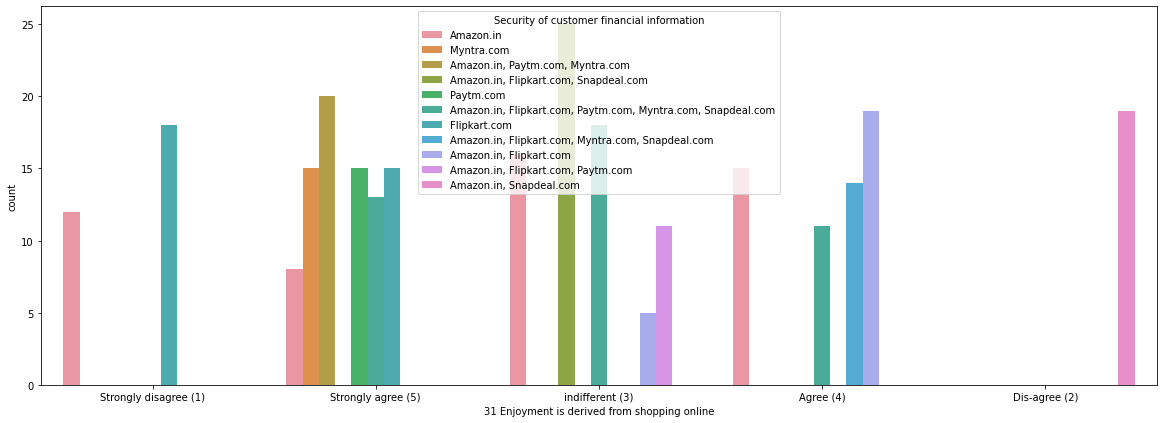 Security of customer financial information
Amazon.in
Myntra.com
Amazon.in, Paytm.com, Myntra.com
Amazon.in, Flipkart.com, Snapdeal.com
Paytm.com
Amazon.in, Flipkart.com, Paytm.com, Myntra.com, Snapdeal.com
Flipkart.com
Amazon.in, Flipkart.com, Myntra.com, Snapdeal.com
Amazon.in, Flipkart.com
Amazon.in, Flipkart.com, Paytm.com
Amazon.in, Snapdeal.com
25
20
15
10
5
0
count
Strongly disagree (1)
Strongly agree (5)
indifferent (3)
Agree (4)
Dis-agree (2)
31 Enjoyment is derived from shopping online